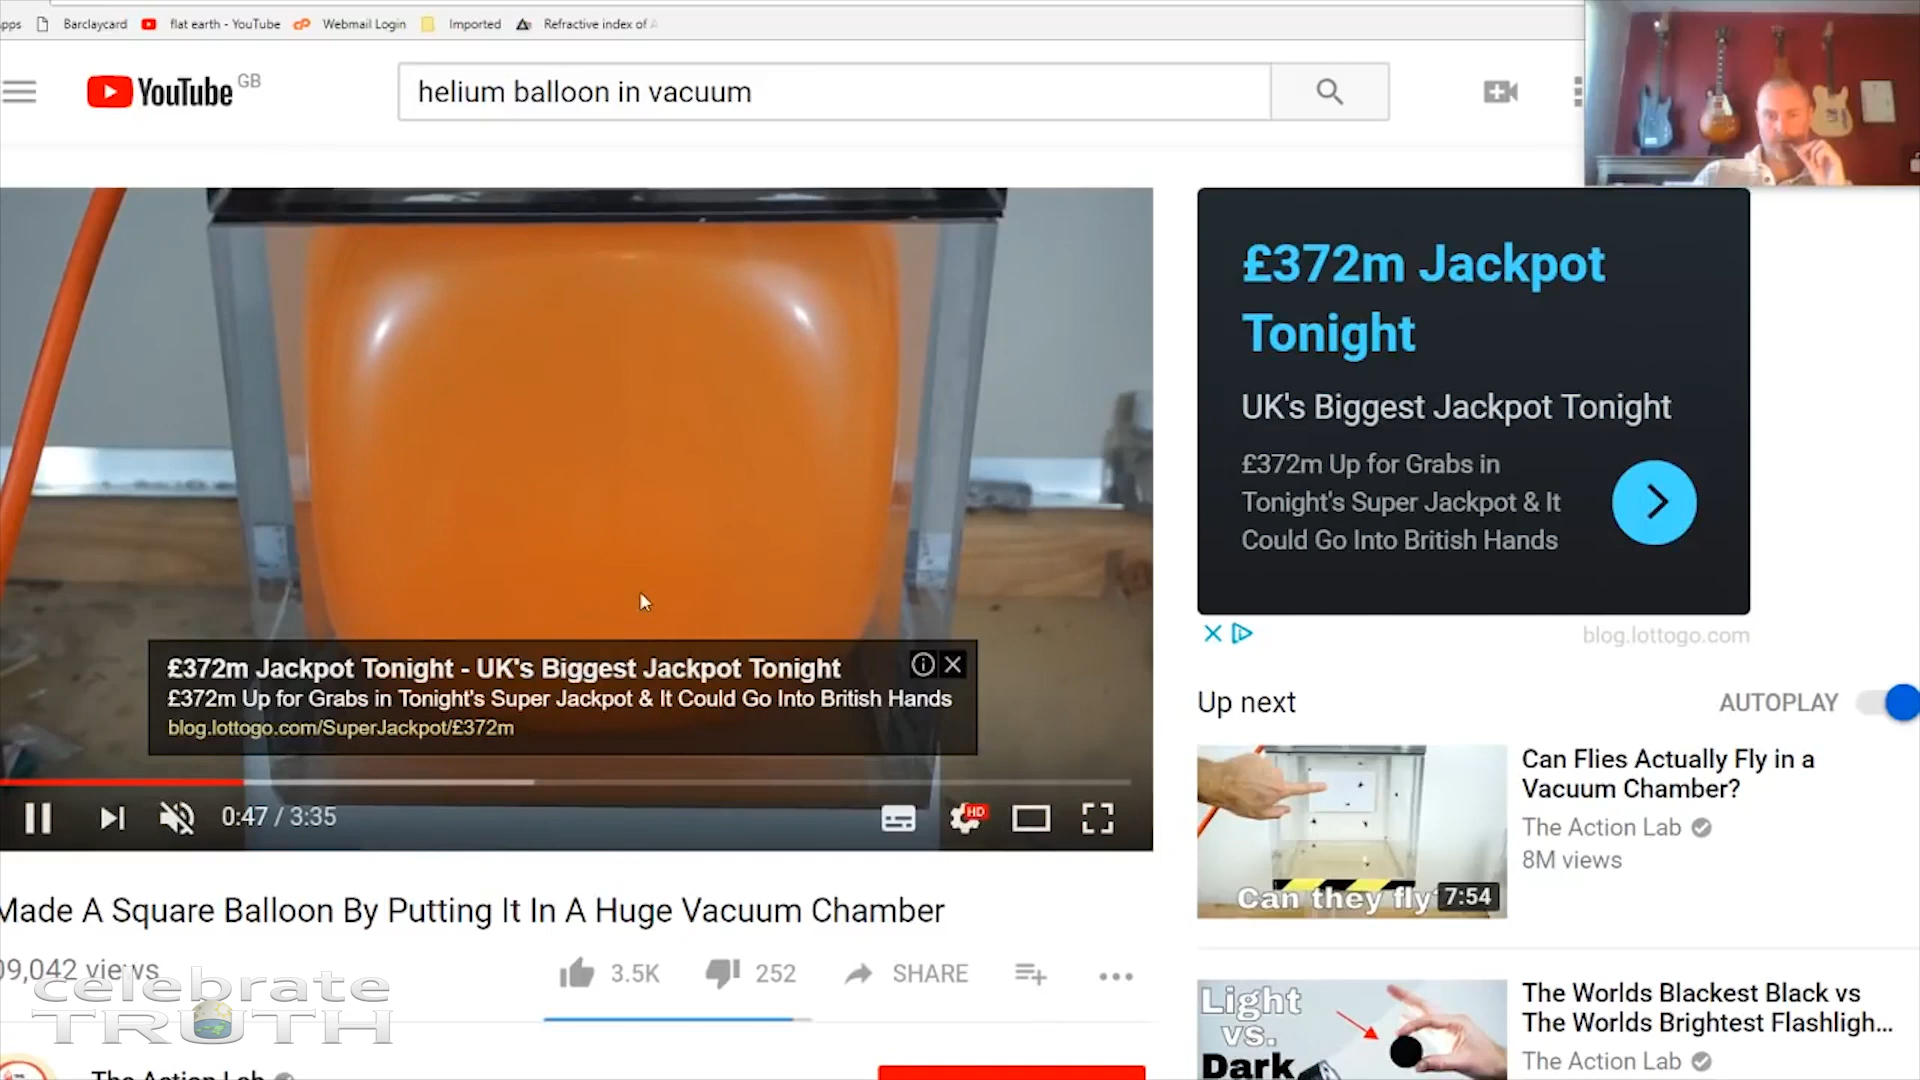 Barclaycard
flat earth - YouTube
Webmail Login
Imported
Refractive index of
YouTube GB
helium balloon in vacuum
£372m Jackpot
Tonight
UK's Biggest Jackpot Tonight
£372m Up for Grabs in
Tonight's Super Jackpot & It
Could Go Into British Hands
blog.lottogo.com
£372m Jackpot Tonight - UK's Biggest Jackpot Tonight
£372m Up for Grabs in Tonight's Super Jackpot & It Could Go Into British Hands
blog.lottogo.com/SuperJackpot/£372m
HD
0:47 / 3:35
Made A Square Balloon By Putting It In A Huge Vacuum Chamber
09,042 views
3.5K
252
SHARE
celebrate
TRUTH
The Action Lab
Up next
AUTOPLAY
Can they fly
7:54
Can Flies Actually Fly in a
Vacuum Chamber?
The Action Lab
8M views
Light
vs.
Dark
The Worlds Blackest Black vs
The Worlds Brightest Flashligh...
The Action Lab